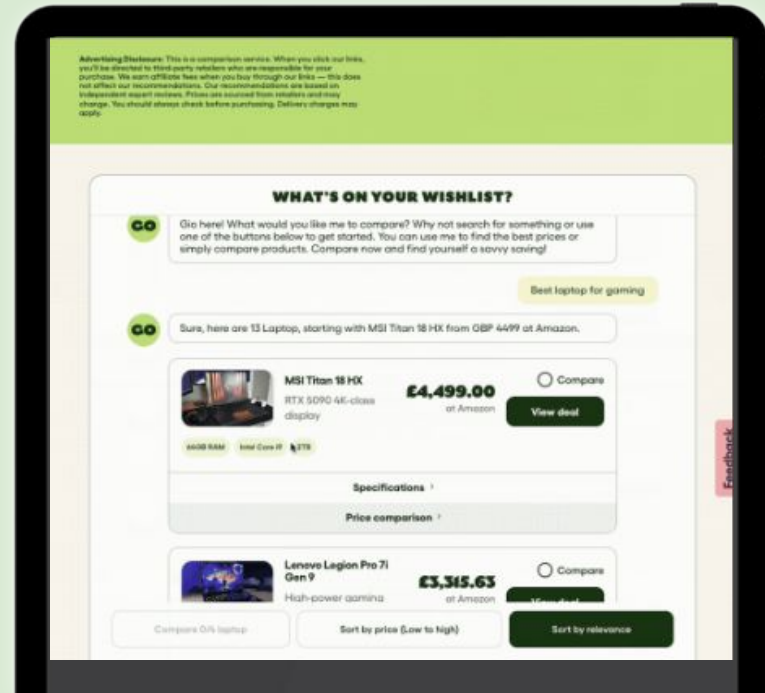 Advertising Disclosure: This is a comparison service. When you click our links,
you'll be directed to third-party retailers who are responsible for your
purchase. We earn affiliate fees when you buy through our links — this does
not affect our recommendations. Our recommendations are based on
independent expert reviews. Prices are sourced from retailers and may
change. You should always check before purchasing. Delivery charges may
apply.
WHAT'S ON YOUR WISHLIST?
GO
Gio here! What would you like me to compare? Why not search for something or use
one of the buttons below to get started. You can use me to find the best prices or
simply compare products. Compare now and find yourself a savvy saving!
Best laptop for gaming
GO
Sure, here are 13 Laptop, starting with MSI Titan 18 HX from GBP 4499 at Amazon.
MSI Titan 18 HX
RTX 5090 4K-class
display
£4,499.00
at Amazon
Compare
View deal
RAM
Intel Core
2TB
Specifications
Price comparison
Lenovo Legion Pro 7i
Gen 9
High-power gaming
£3,315.63
at Amazon
Compare
View deal
Compare 0/4 laptop
Sort by price (Low to high)
Sort by relevance
Feedback